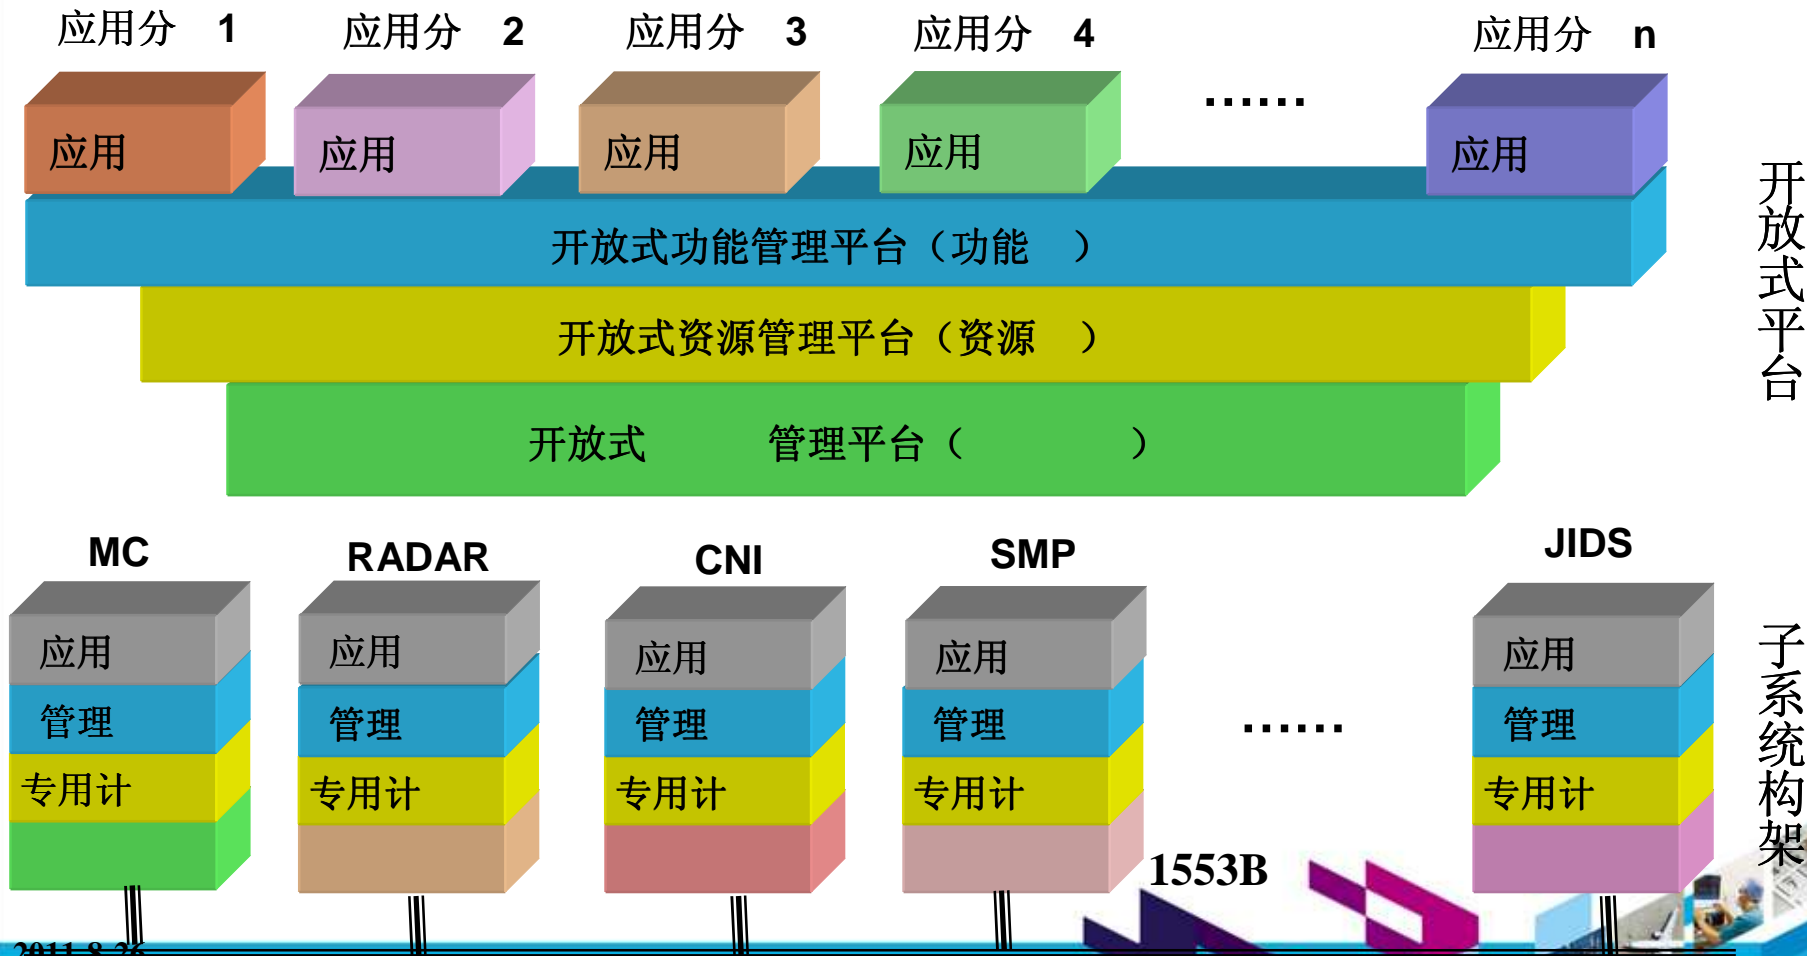 应用分 1
应用分 2
应用分 3
应用分 4
应用分 n
应用
应用
应用
应用
……
应用
开放式功能管理平台（功能 ）
开放式资源管理平台（资源 ）
开放式 管理平台（ ）
开放式平台
MC
RADAR
CNI
SMP
JIDS
应用
管理
专用计
应用
管理
专用计
应用
管理
专用计
应用
管理
专用计
……
应用
管理
专用计
子系统构架
1553B
2011-8-26